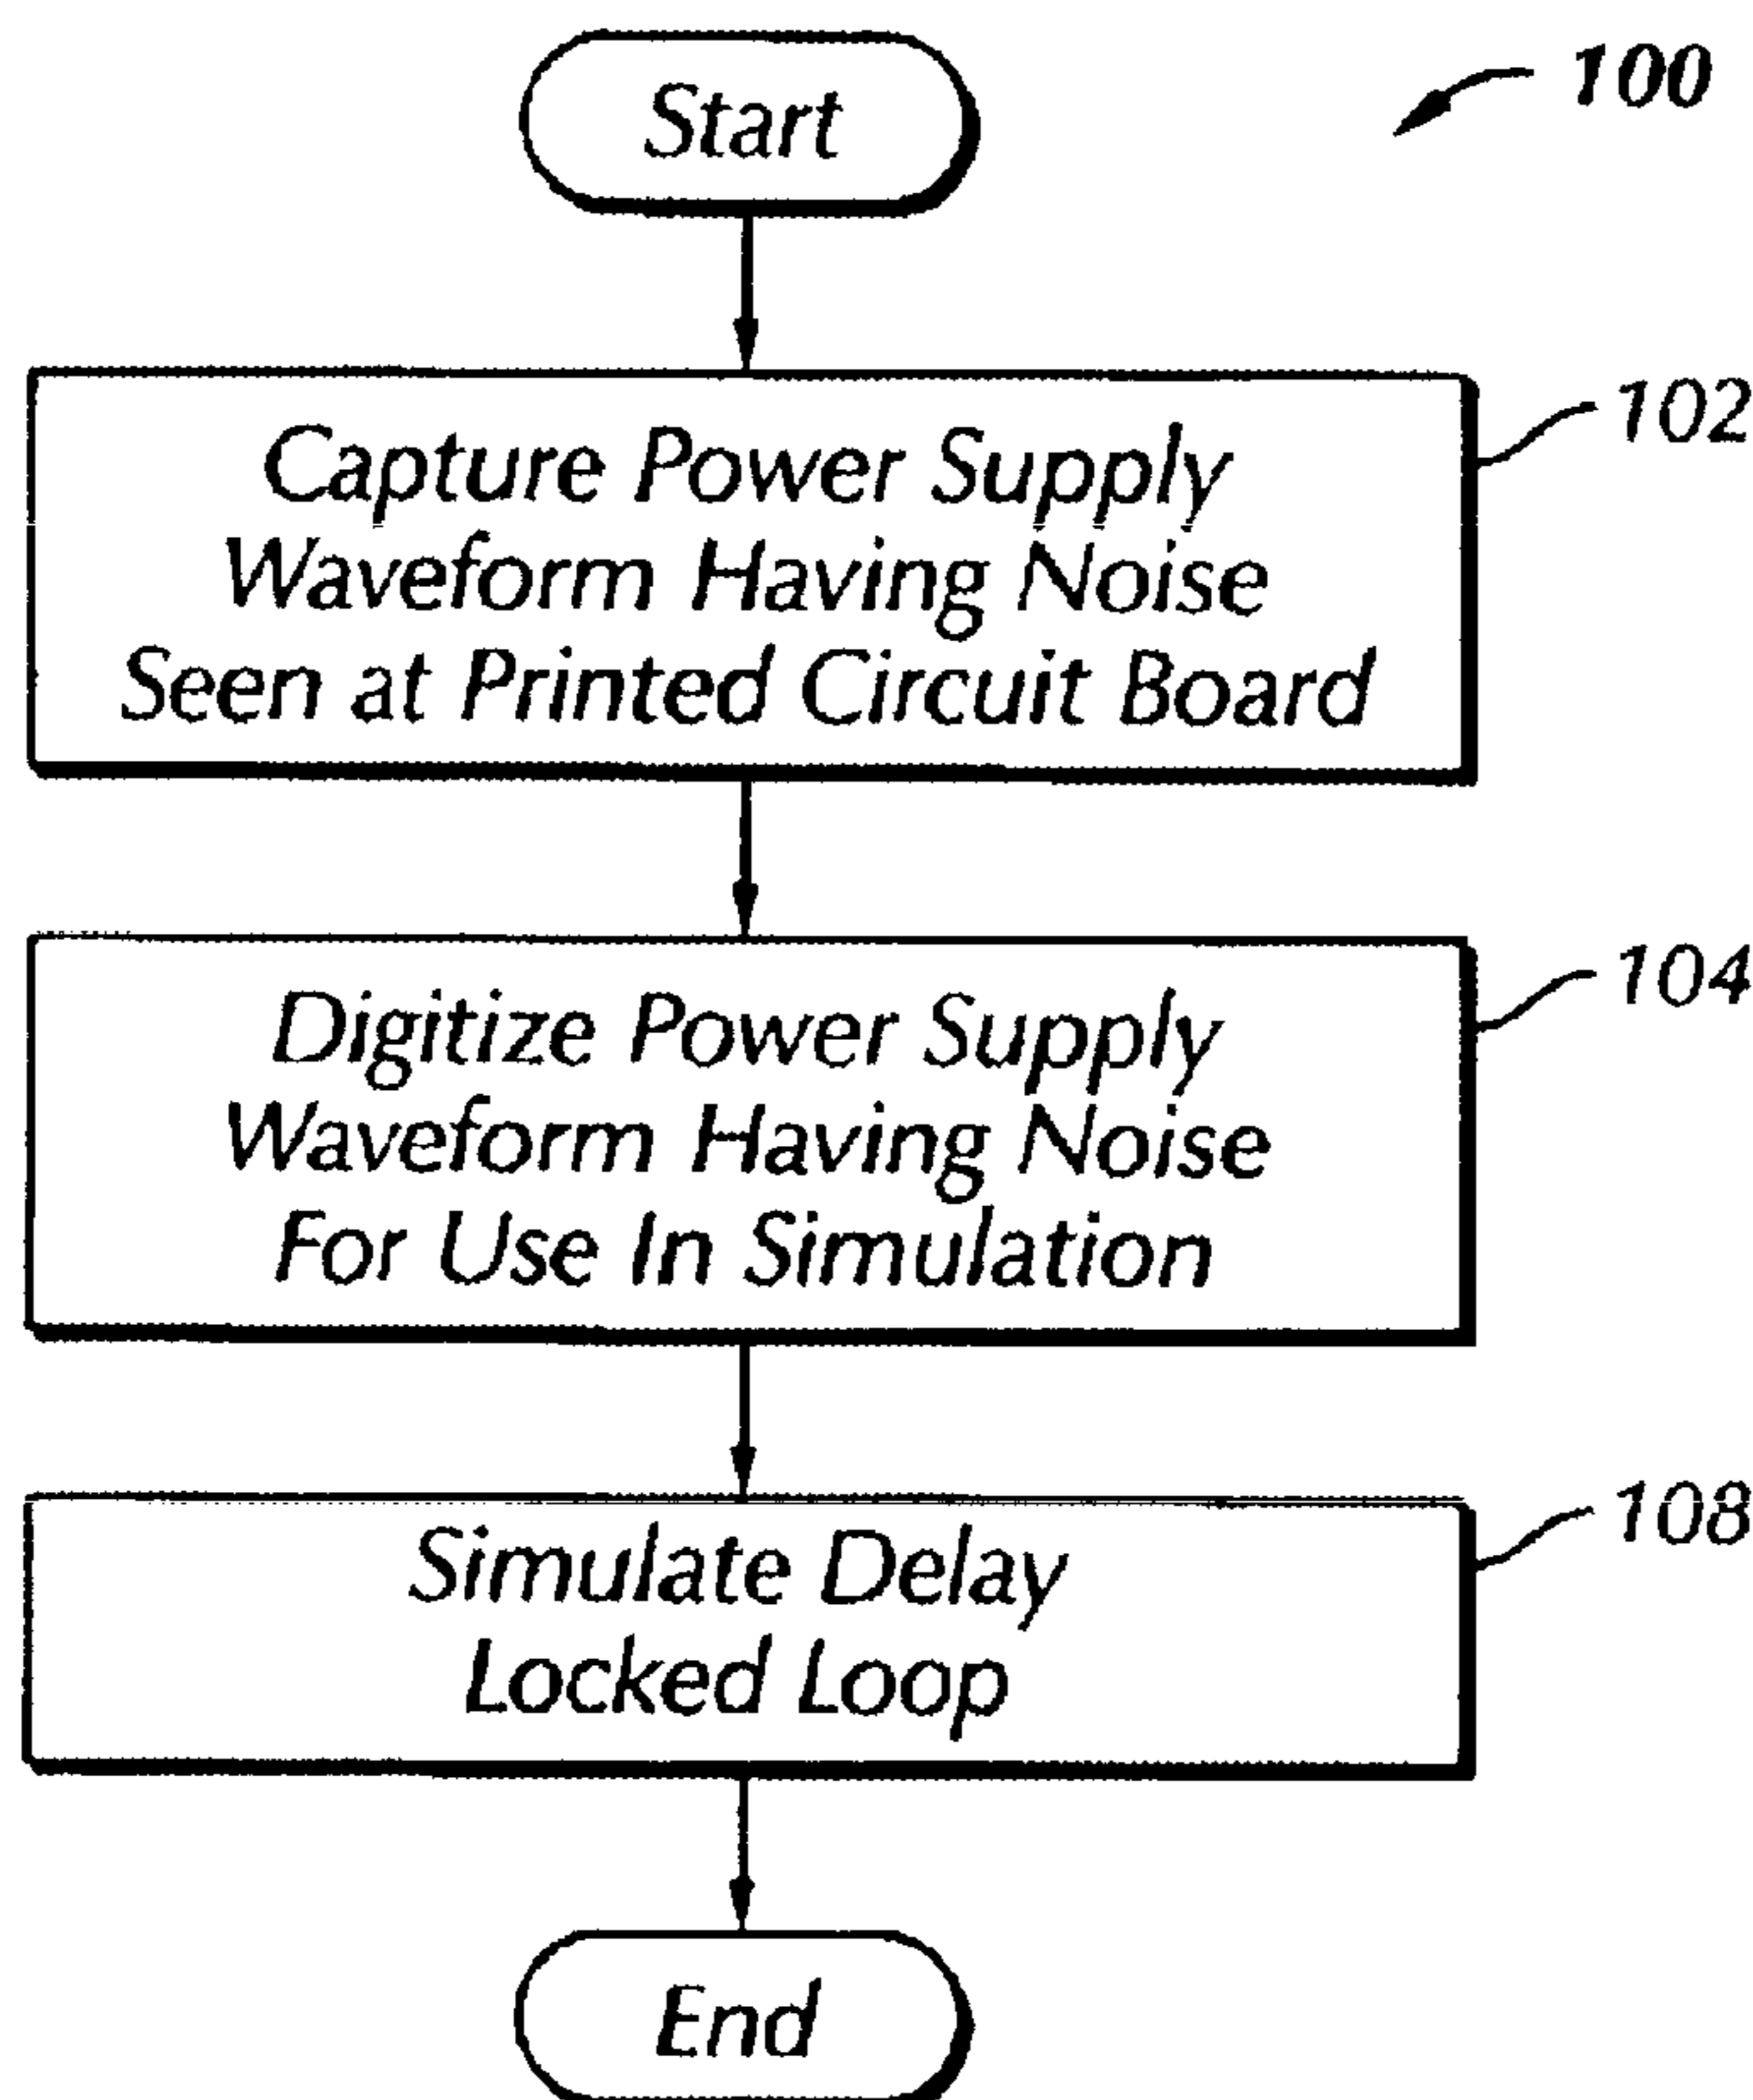 Start
100
Capture Power Supply
Waveform Having Noise
Seen at Printed Circuit Board
102
Digitize Power Supply
Waveform Having Noise
For Use In Simulation
104
Simulate Delay
Locked Loop
108
End